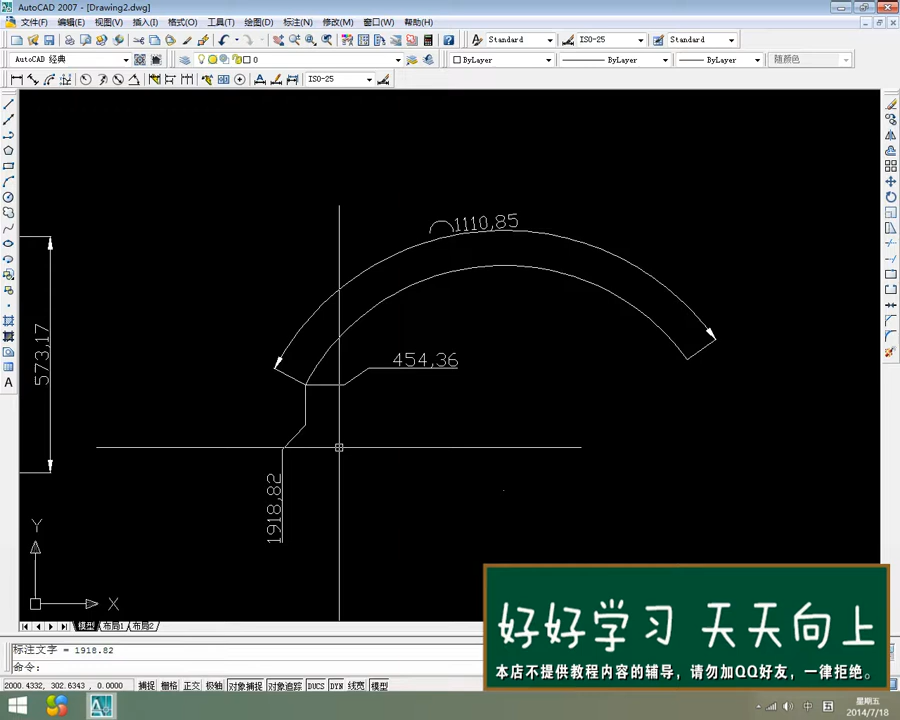 AutoCAD 2007 - [Drawing2.dwg]
文件(F) 编辑(E) 视图(V) 插入(I) 格式(O) 工具(T) 绘图(D) 标注(N) 修改(M) 窗口(W) 帮助(H)
Standard ISO-25 Standard
AutoCAD 经典 0 ByLayer ByLayer ByLayer 随颜色
ISO-25
1110,85
573,17
454,36
1918,82
Y
X
模型 布局1 布局2
标注文字 = 1918.82
命令:
2000.4332, 302.6343, 0.0000 捕捉 栅格 正交 极轴 对象捕捉 对象追踪 DUCS DYN 线宽 模型
好好学习 天天向上
本店不提供教程内容的辅导，请勿加QQ好友，一律拒绝。
中 五
星期五
2014/7/18
A